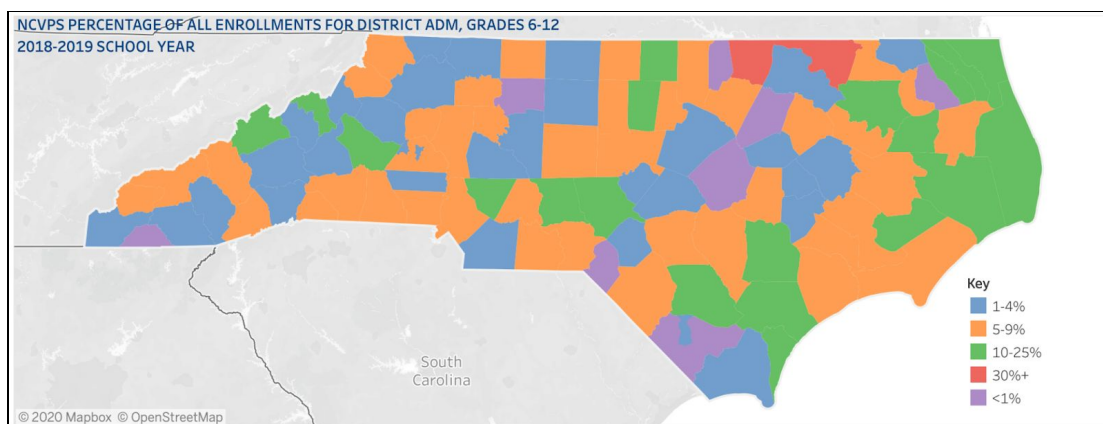 NCVPS PERCENTAGE OF ALL ENROLLMENTS FOR DISTRICT ADM, GRADES 6-12
2018-2019 SCHOOL YEAR
Key
1-4%
5-9%
10-25%
30%+
<1%
South
Carolina
© 2020 Mapbox © OpenStreetMap